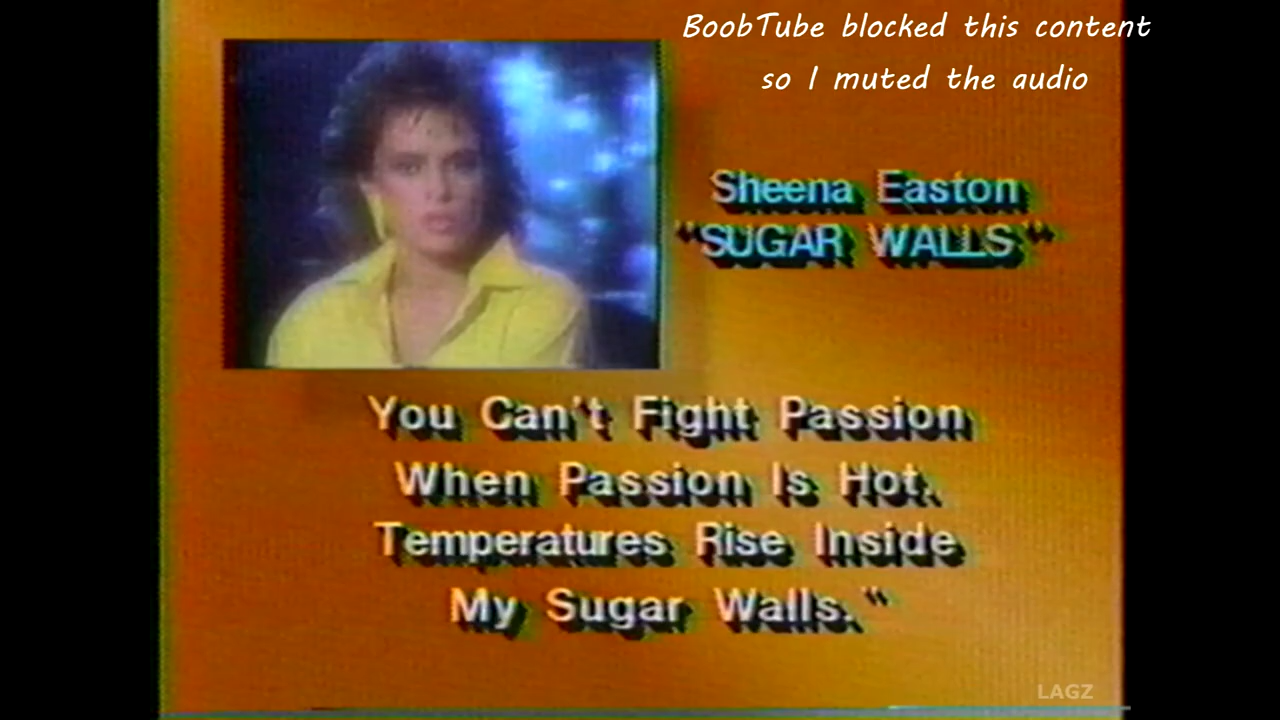 BoobTube blocked this content
so I muted the audio
Sheena Easton
“SUGAR WALLS“
You Can't Fight Passion
When Passion Is Hot.
Temperatures Rise Inside
My Sugar Walls.“
LAGZ